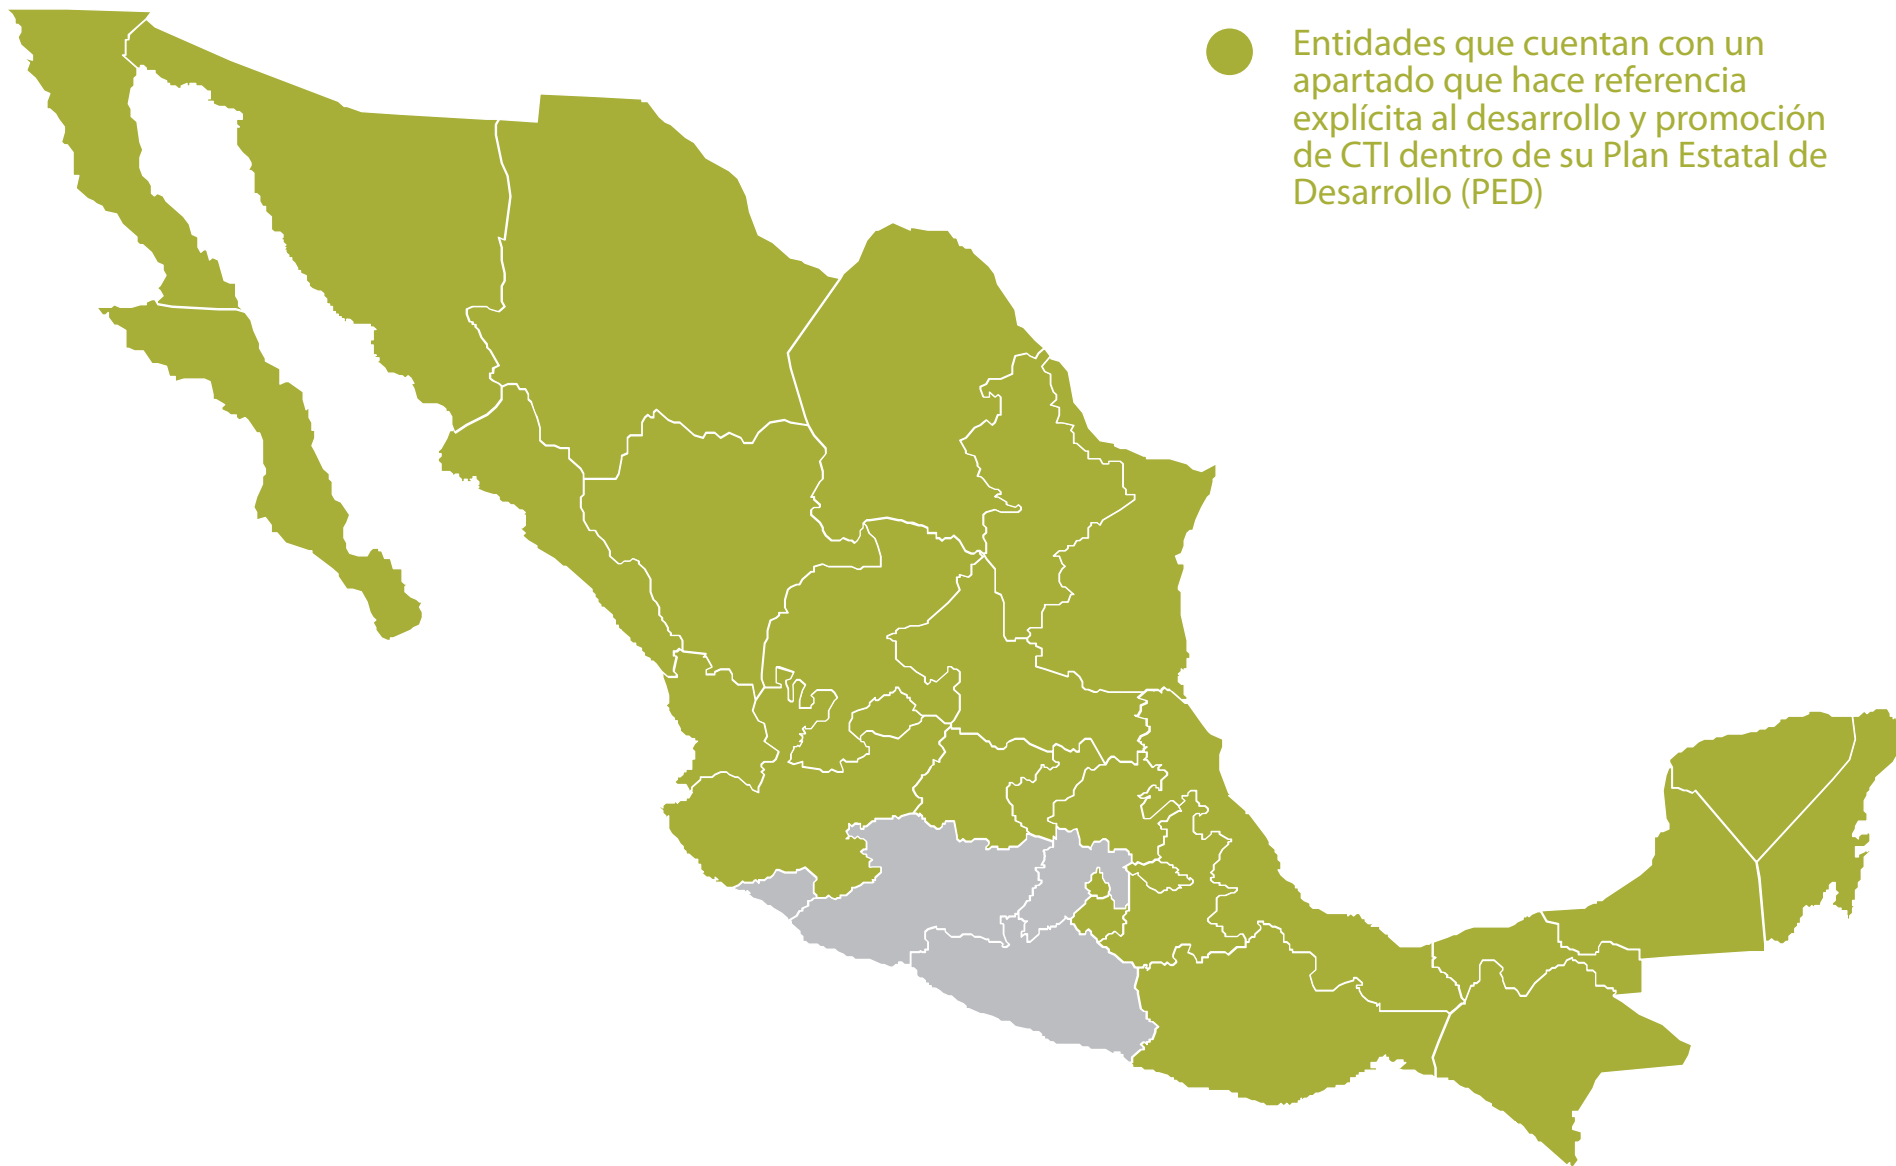 Entidades que cuentan con un
apartado que hace referencia
explícita al desarrollo y promoción
de CTI dentro de su Plan Estatal de
Desarrollo (PED)